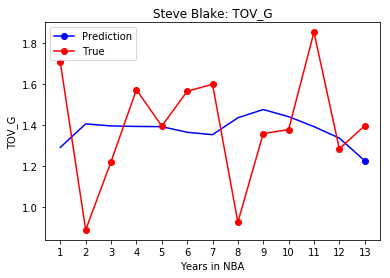 Steve Blake: TOV_G
Prediction
True
1.8
1.6
1.4
1.2
1.0
TOV_G
1 2 3 4 5 6 7 8 9 10 11 12 13
Years in NBA